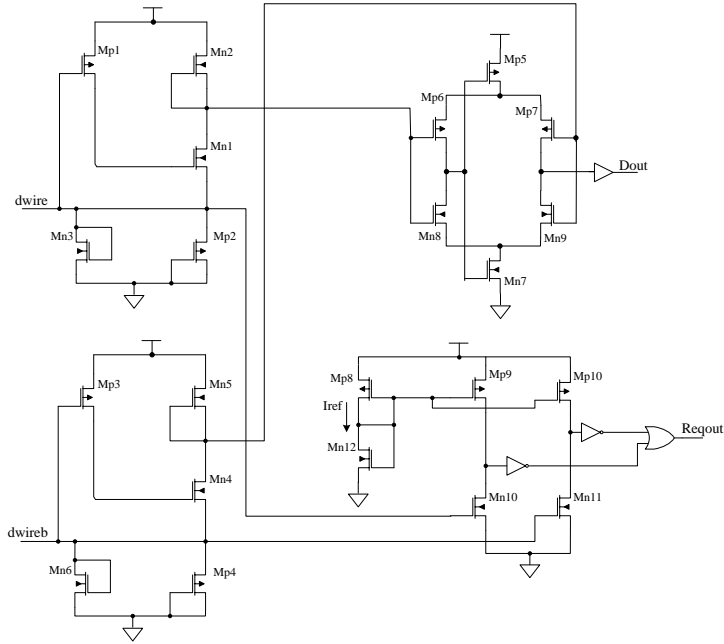 Mp1
Mn2
Mn1
dwire
Mn3
Mp2
Mp5
Mp6
Mp7
Dout
Mn8
Mn9
Mn7
Mp3
Mn5
Mn4
dwireb
Mn6
Mp4
Mp8
Mp9
Mp10
Iref
Mn12
Reqout
Mn10
Mn11